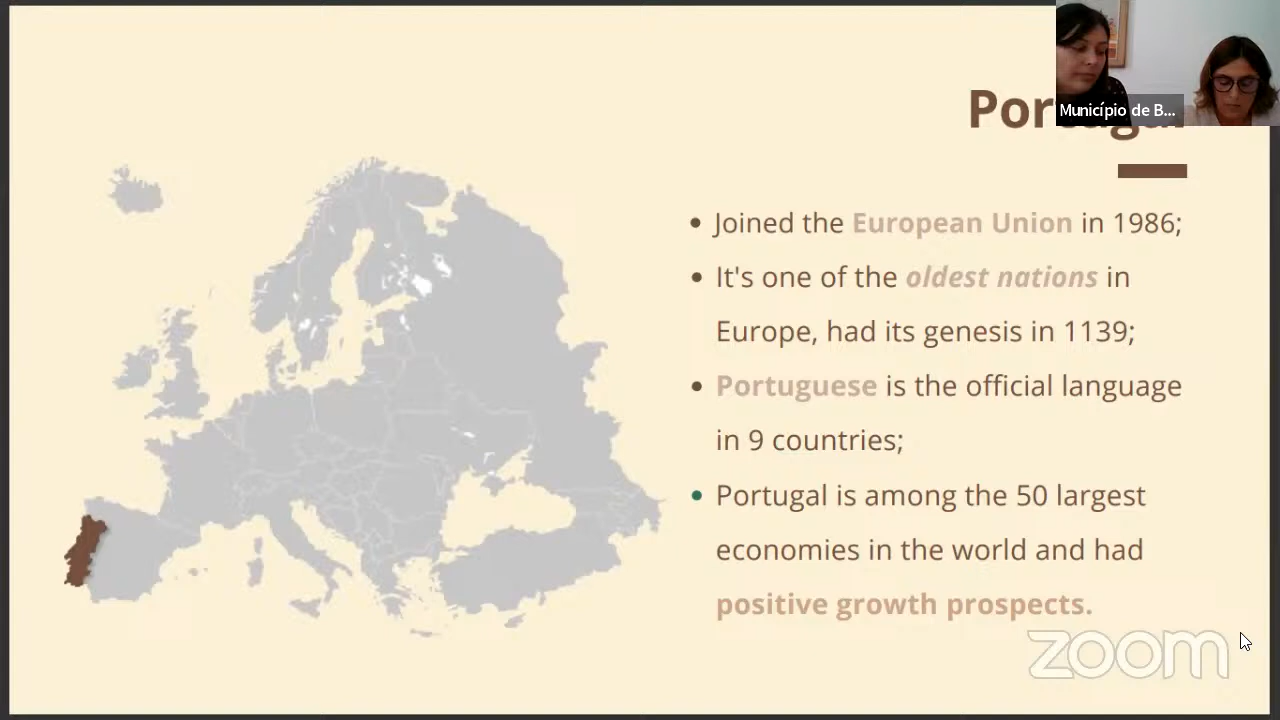 Município de B...
Joined the European Union in 1986;
It's one of the oldest nations in
Europe, had its genesis in 1139;
Portuguese is the official language
in 9 countries;
Portugal is among the 50 largest
economies in the world and had
positive growth prospects.
zoom